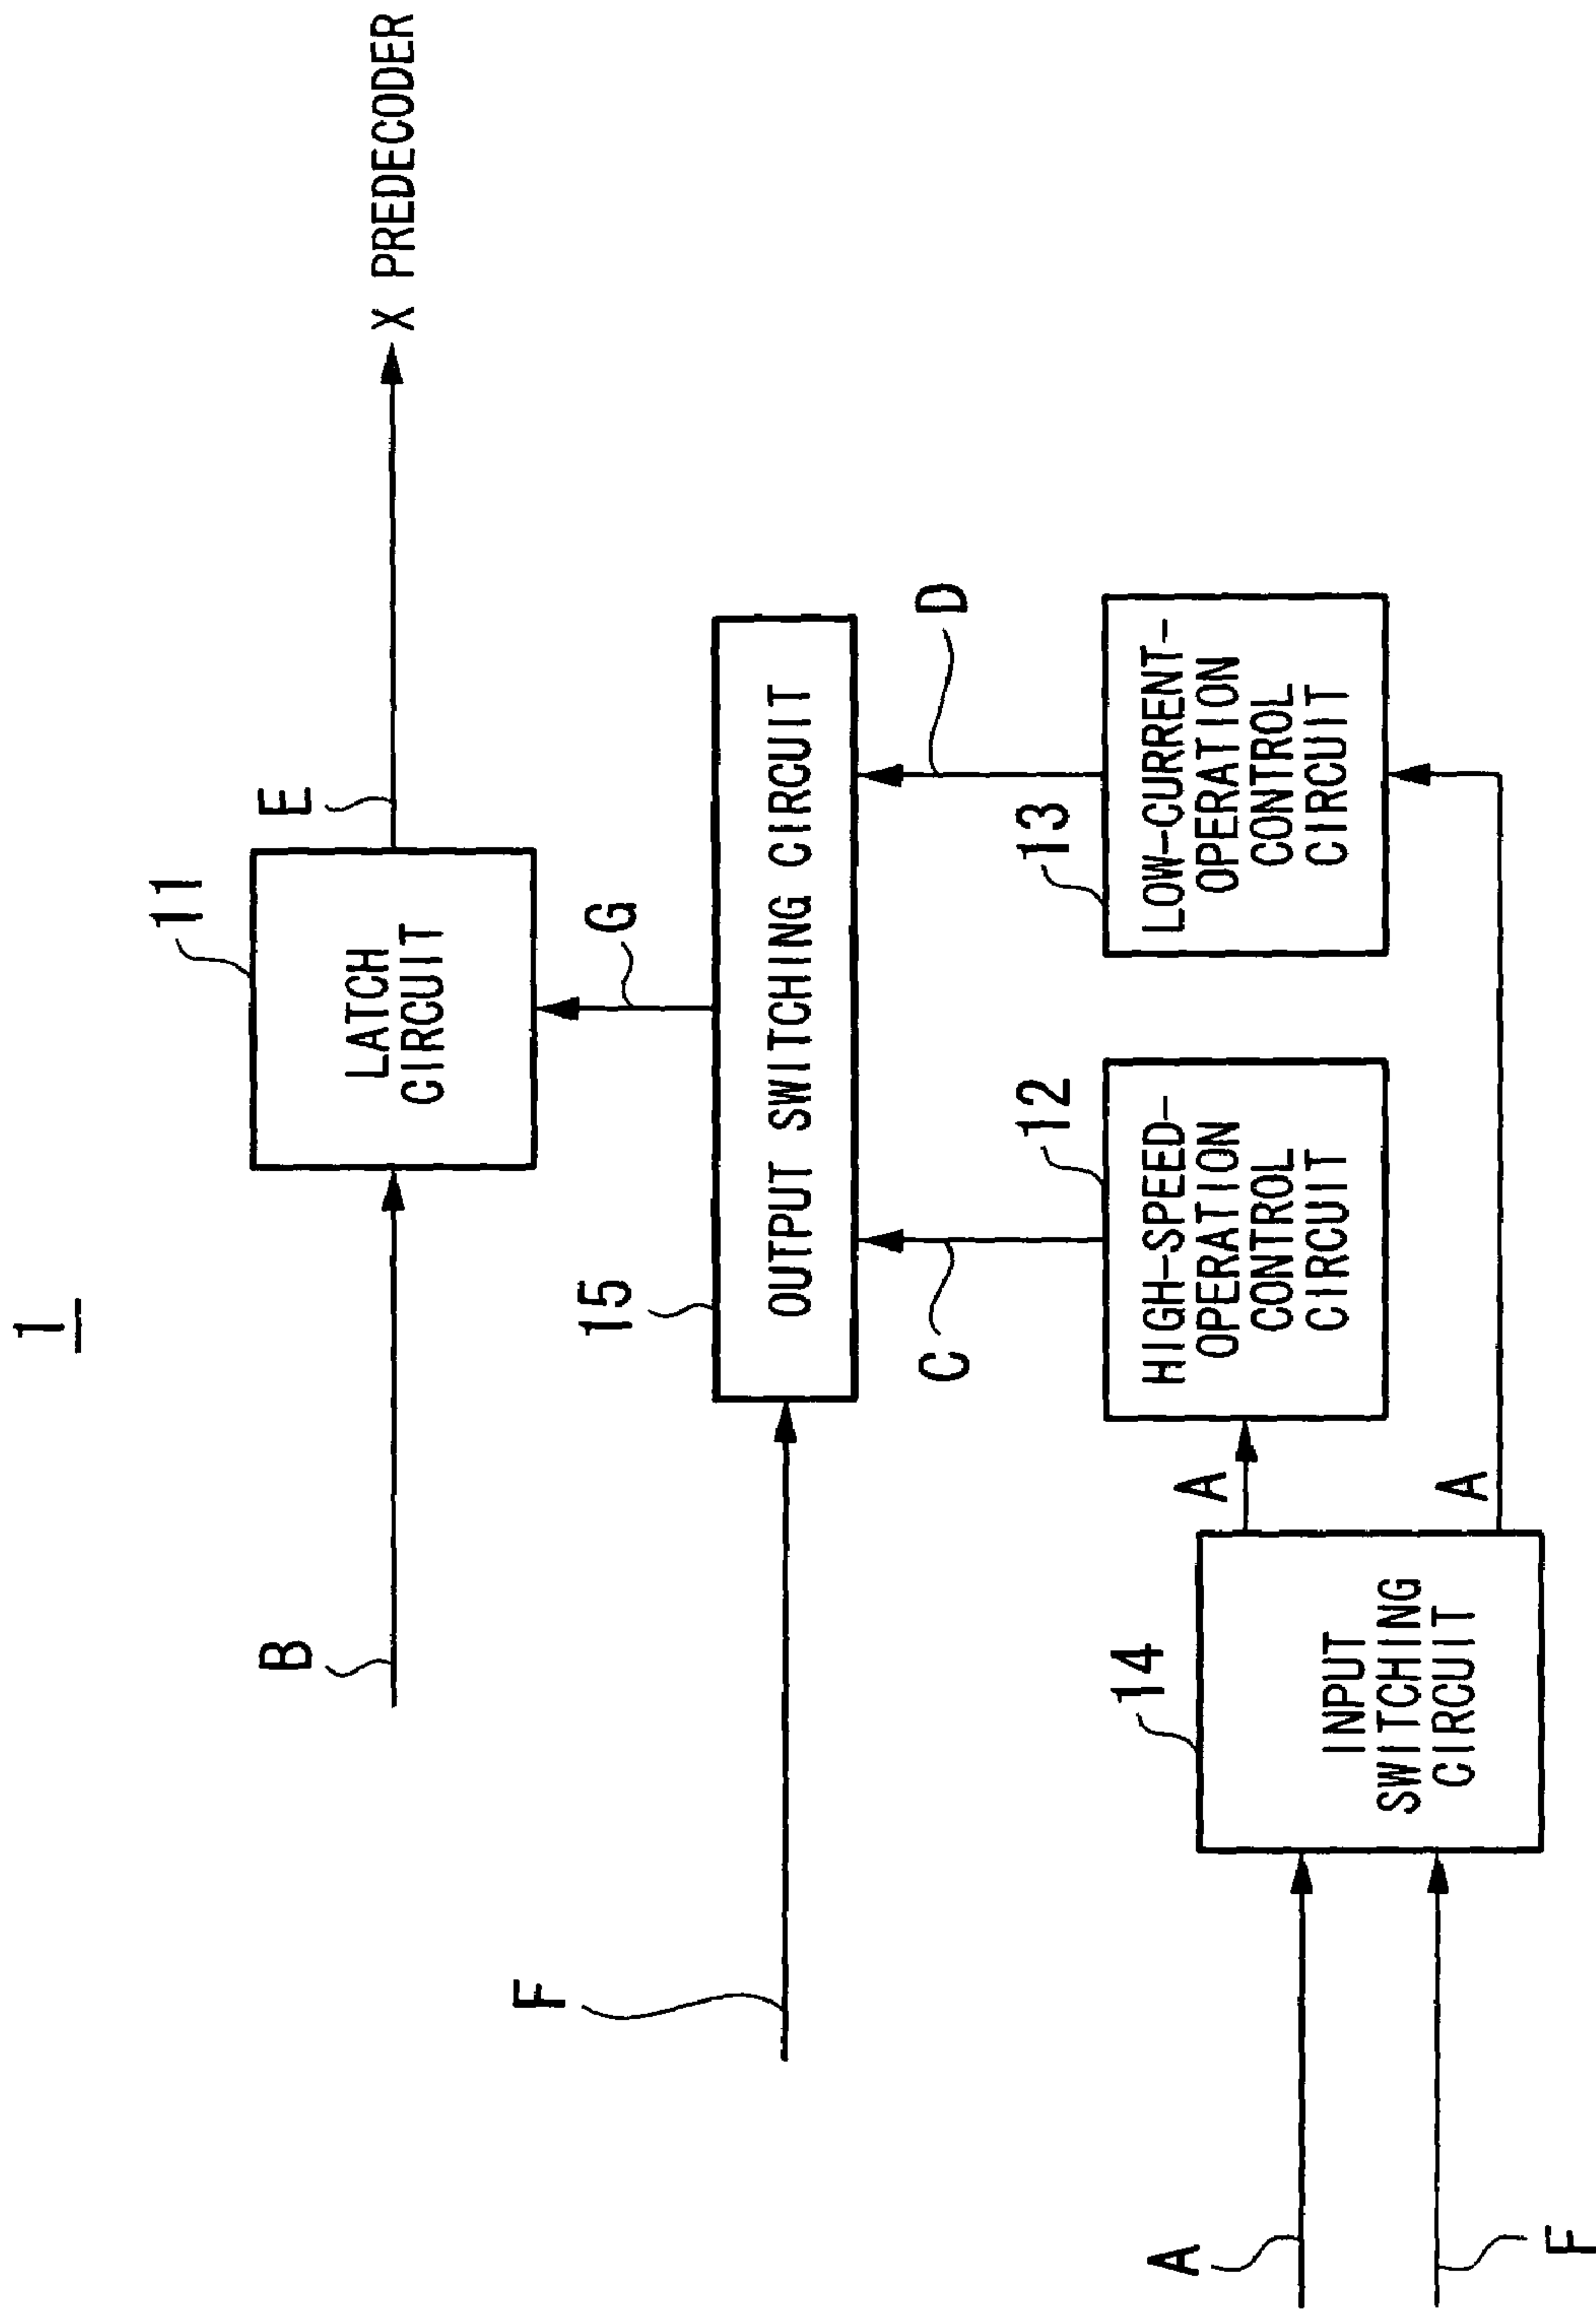 1
11
LATCH
CIRCUIT
B
E
X PREDECODER
G
15
OUTPUT SWITCHING CIRCUIT
F
C
D
12
HIGH-SPEED-
OPERATION
CONTROL
CIRCUIT
13
LOW-CURRENT-
OPERATION
CONTROL
CIRCUIT
A
A
14
INPUT
SWITCHING
CIRCUIT
A
F